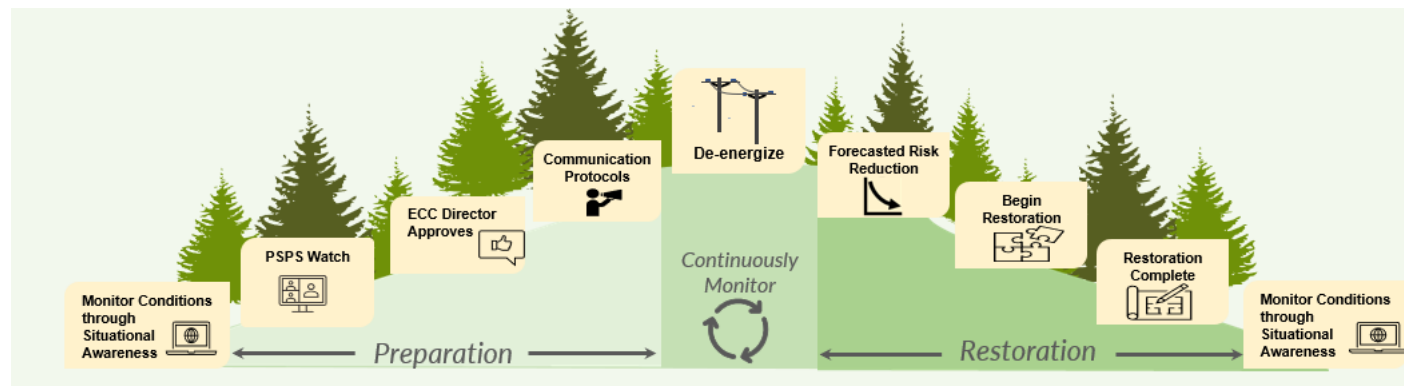 Monitor Conditions
through
Situational
Awareness
PSPS Watch
ECC Director
Approves
Communication
Protocols
De-energize
Forecasted Risk
Reduction
Begin
Restoration
Restoration
Complete
Monitor Conditions
through
Situational
Awareness
Preparation
Continuously
Monitor
Restoration